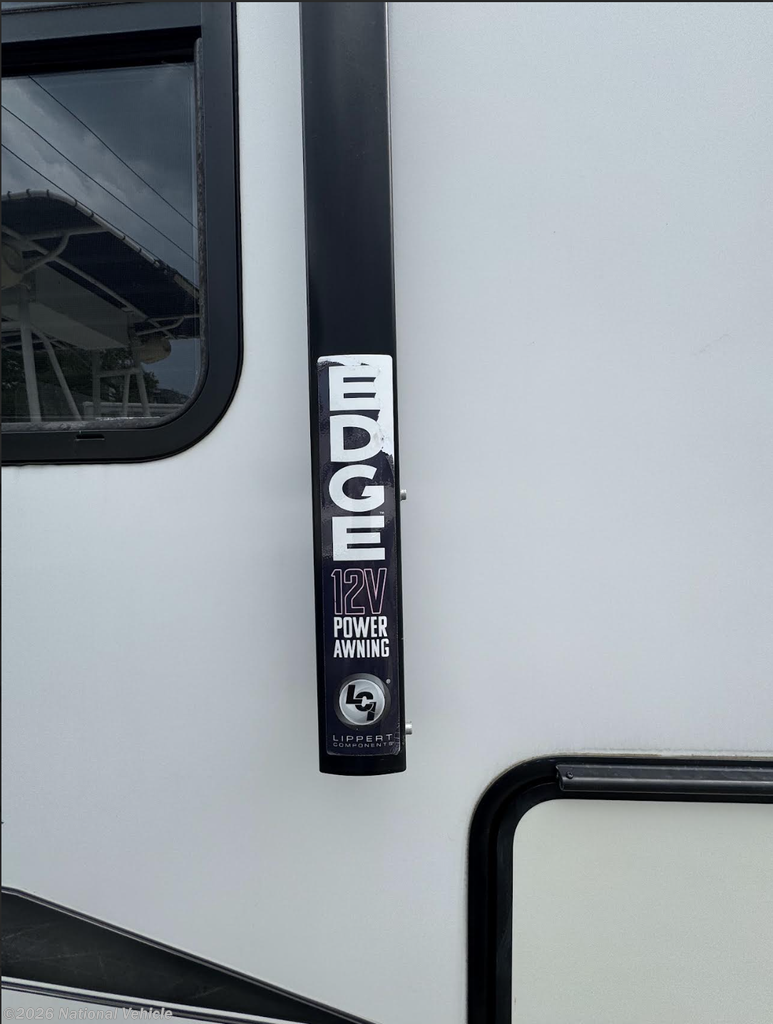 EDGE
12V
POWER
AWNING
LCI
LIPPERT
COMPONENTS
©2026 National Vehicle